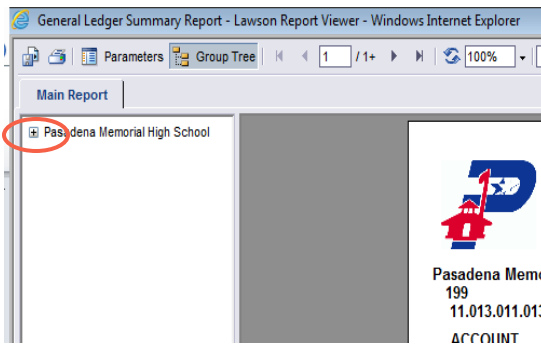 General Ledger Summary Report - Lawson Report Viewer - Windows Internet Explorer
Parameters Group Tree 1 / 1+ 100%
Main Report
Pasadena Memorial High School
Pasadena Memo
199
11.013.011.013
ACCOUNT